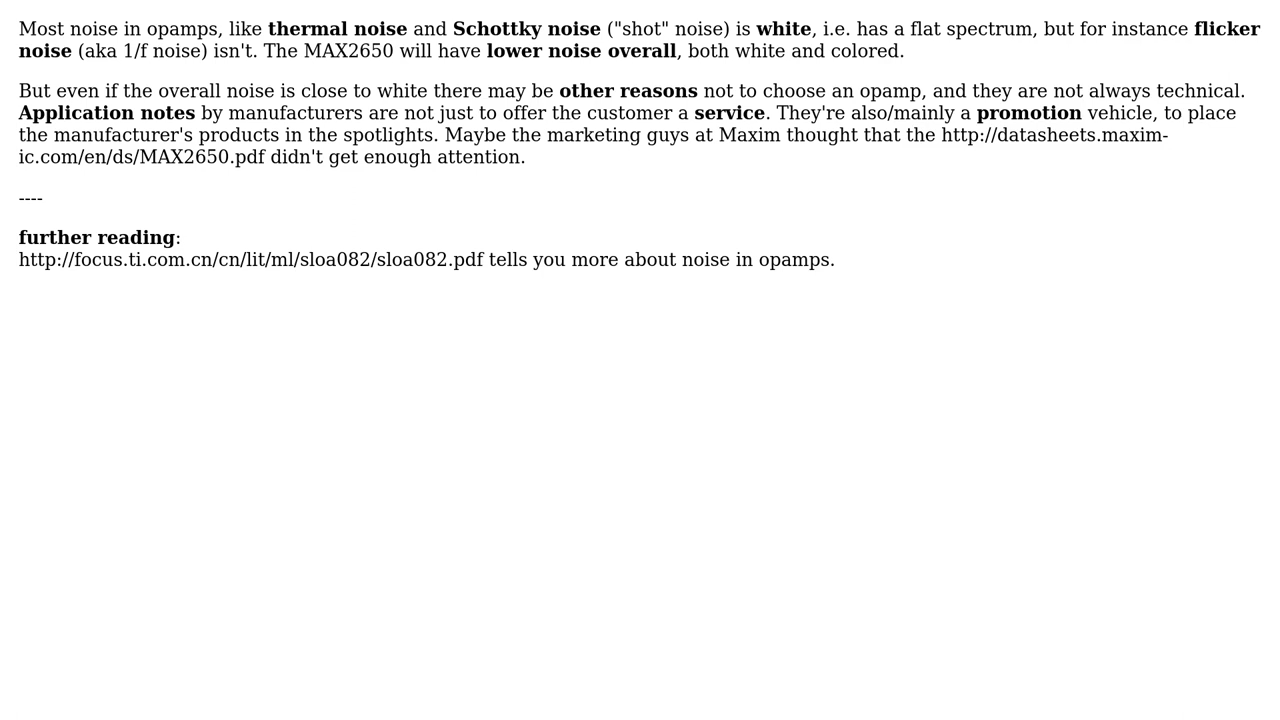 Most noise in opamps, like thermal noise and Schottky noise ("shot" noise) is white, i.e. has a flat spectrum, but for instance flicker
noise (aka 1/f noise) isn't. The MAX2650 will have lower noise overall, both white and colored.
But even if the overall noise is close to white there may be other reasons not to choose an opamp, and they are not always technical.
Application notes by manufacturers are not just to offer the customer a service. They're also/mainly a promotion vehicle, to place
the manufacturer's products in the spotlights. Maybe the marketing guys at Maxim thought that the http://datasheets.maxim-
ic.com/en/ds/MAX2650.pdf didn't get enough attention.
----
further reading:
http://focus.ti.com.cn/cn/lit/ml/sloa082/sloa082.pdf tells you more about noise in opamps.